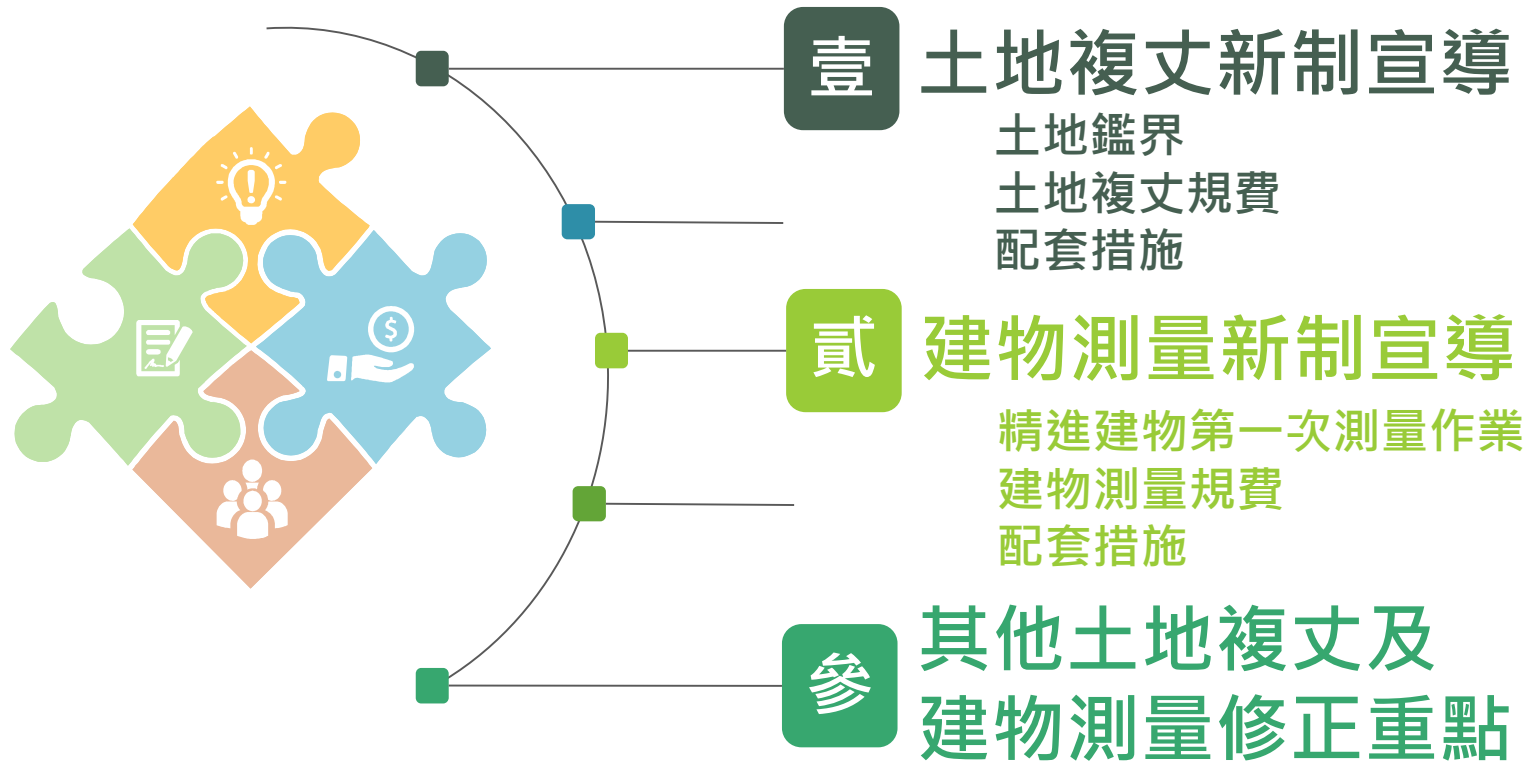 壹 土地複丈新制宣導
土地鑑界
土地複丈規費
配套措施
貳 建物測量新制宣導
精進建物第一次測量作業
建物測量規費
配套措施
參 其他土地複丈及
建物測量修正重點
$